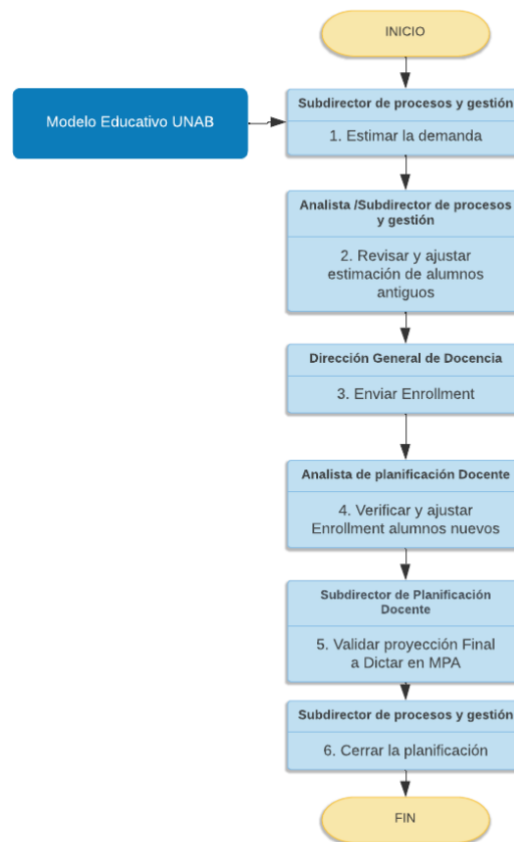 INICIO
Modelo Educativo UNAB
Subdirector de procesos y gestión
1. Estimar la demanda
Analista /Subdirector de procesos
y gestión
2. Revisar y ajustar
estimación de alumnos
antiguos
Dirección General de Docencia
3. Enviar Enrollment
Analista de planificación Docente
4. Verificar y ajustar
Enrollment alumnos nuevos
Subdirector de Planificación
Docente
5. Validar proyección Final
a Dictar en MPA
Subdirector de procesos y gestión
6. Cerrar la planificación
FIN